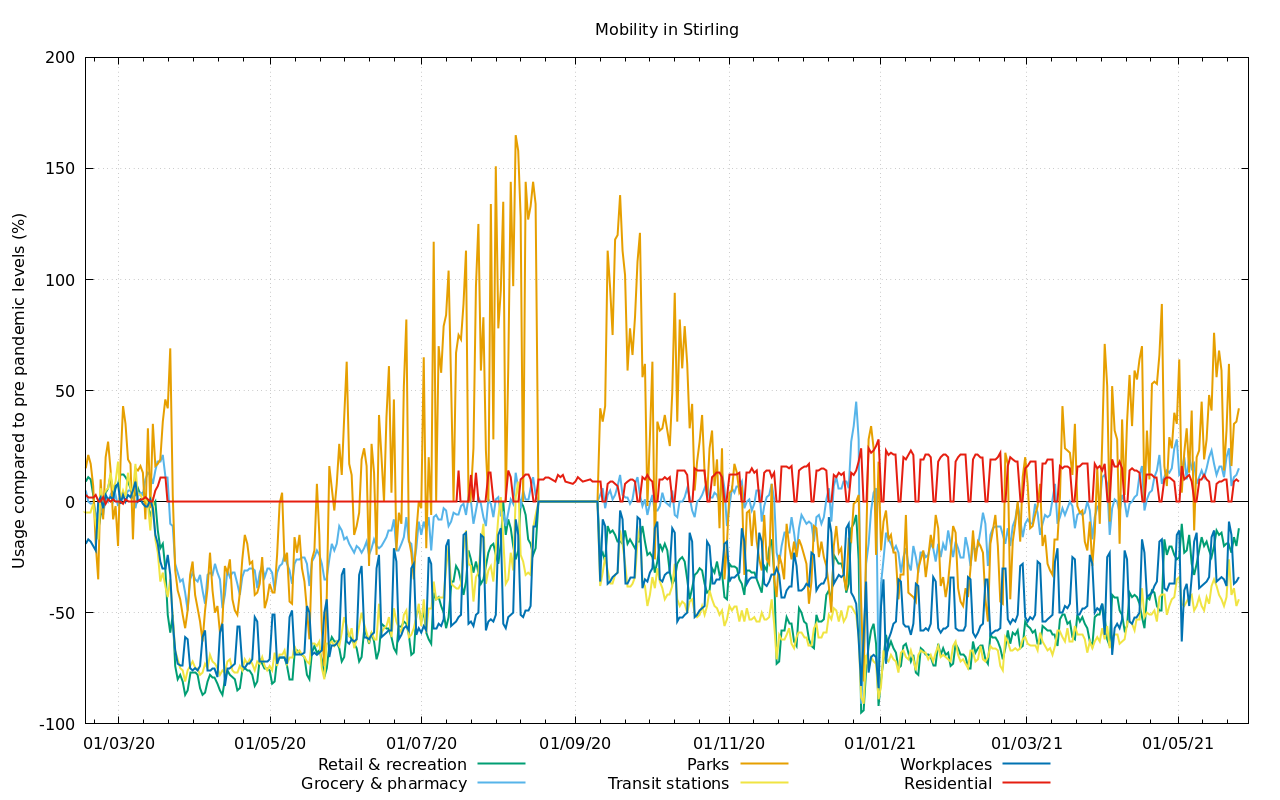 Mobility in Stirling
Usage compared to pre pandemic levels (%)
200
150
100
50
0
-50
-100
01/03/20 01/05/20 01/07/20 01/09/20 01/11/20 01/01/21 01/03/21 01/05/21
Retail & recreation Parks Workplaces
Grocery & pharmacy Transit stations Residential